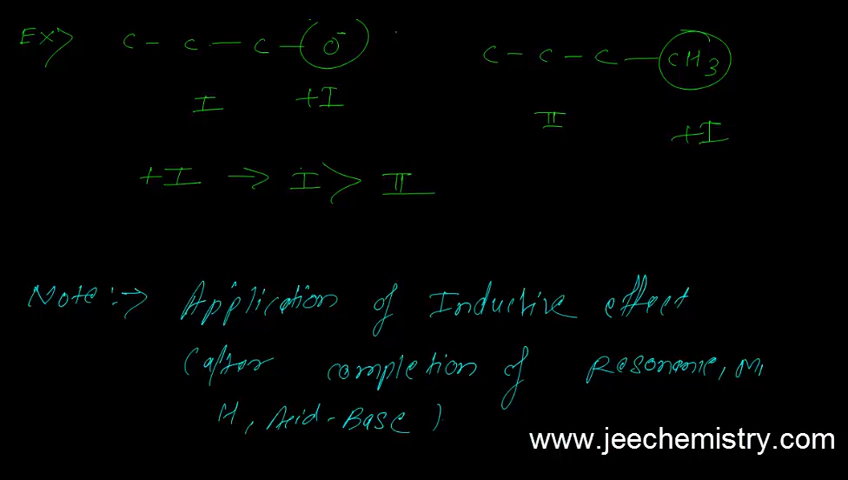 Ex> C - C - C - O⁻ C - C - C - CH3
I +I II +I
+I → I > II
Note:→ Application of Inductive effect
(after completion of Resonance, M,
H, Acid-Base)
www.jeechemistry.com